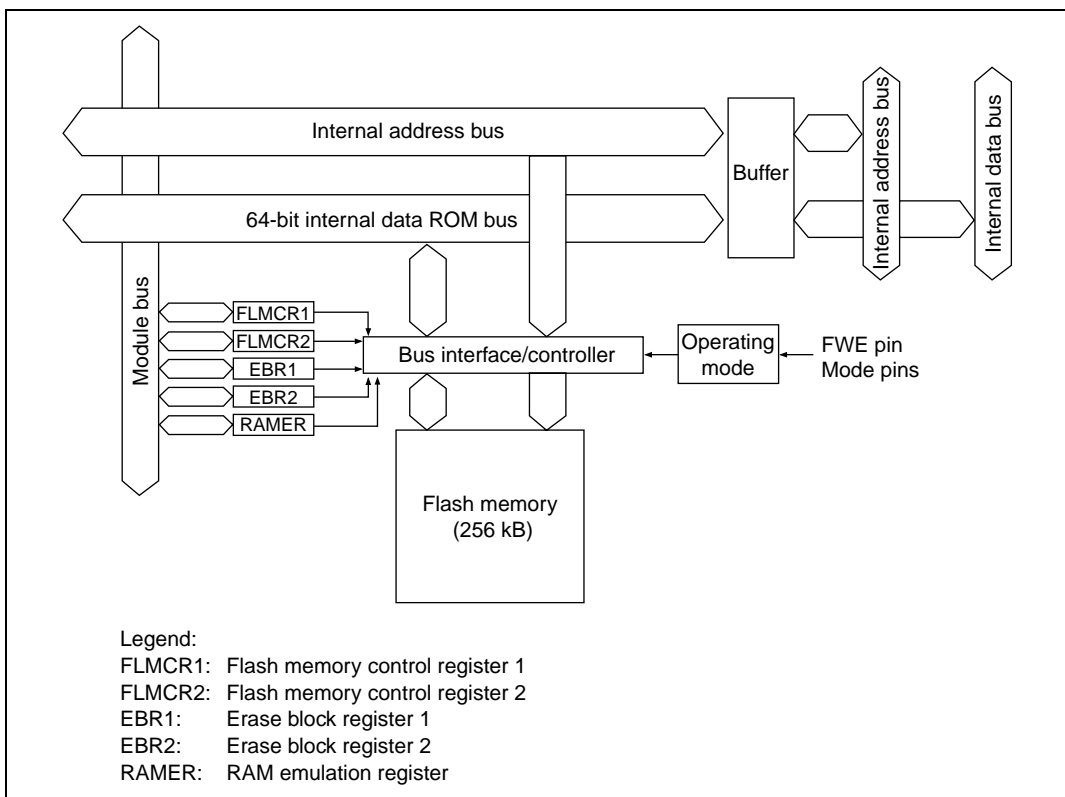 Internal address bus
Buffer
Internal address bus
Internal data bus
64-bit internal data ROM bus
Module bus
FLMCR1
FLMCR2
EBR1
EBR2
RAMER
Bus interface/controller
Operating
mode
FWE pin
Mode pins
Flash memory
(256 kB)
Legend:
FLMCR1: Flash memory control register 1
FLMCR2: Flash memory control register 2
EBR1: Erase block register 1
EBR2: Erase block register 2
RAMER: RAM emulation register